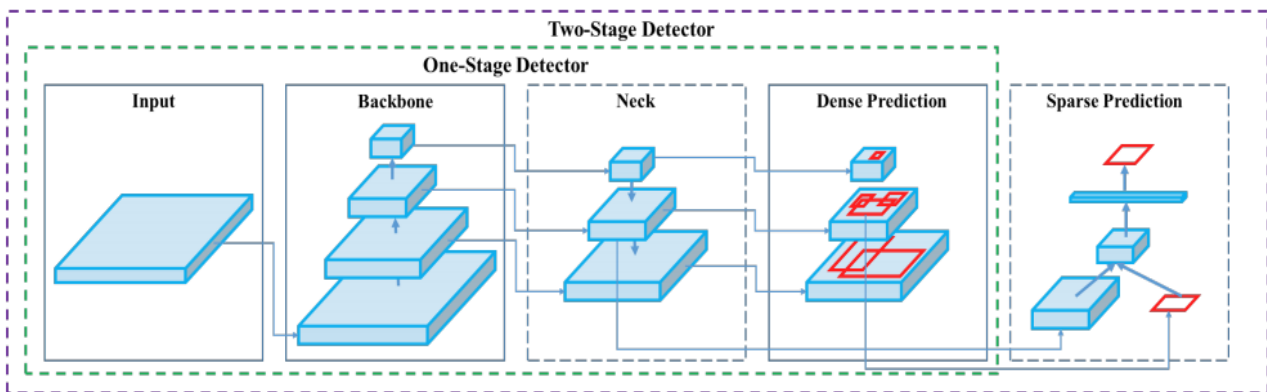 Two-Stage Detector
One-Stage Detector
Input
Backbone
Neck
Dense Prediction
Sparse Prediction